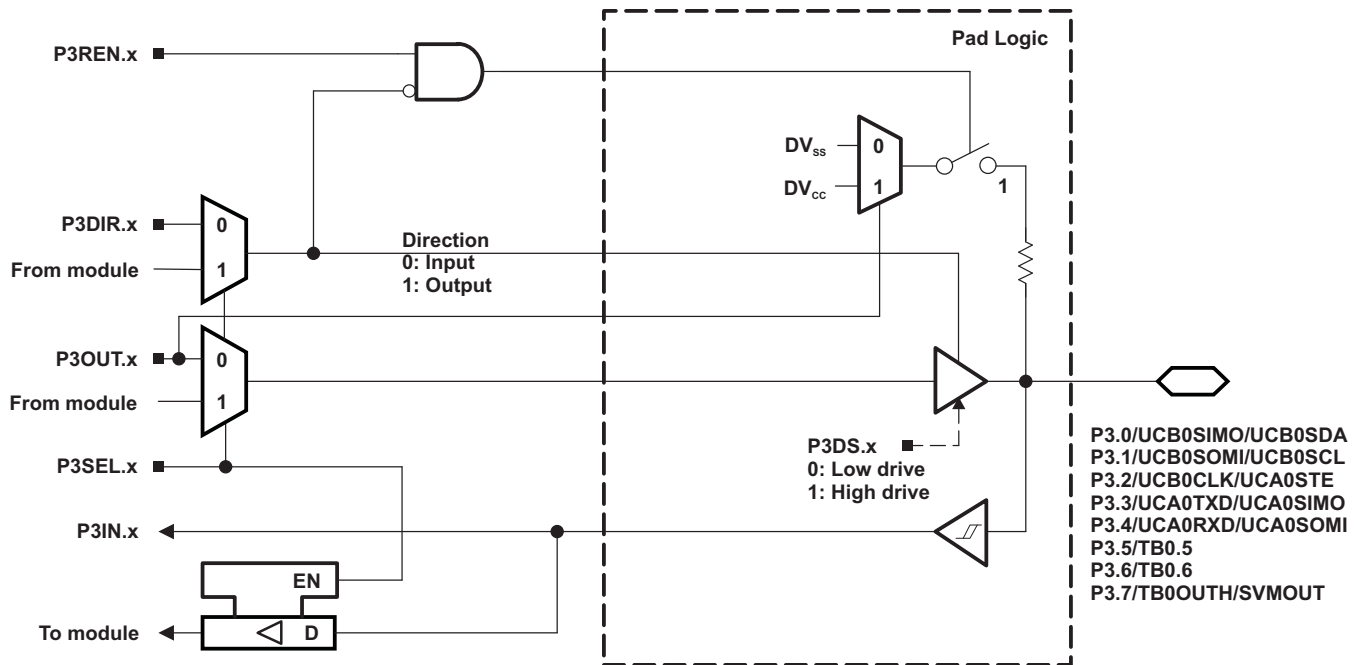 Pad Logic
P3REN.x
DVSS
0
DVCC
1
1
P3DIR.x
0
From module
1
Direction
0: Input
1: Output
P3OUT.x
0
From module
1
P3SEL.x
P3DS.x
0: Low drive
1: High drive
P3.0/UCB0SIMO/UCB0SDA
P3.1/UCB0SOMI/UCB0SCL
P3.2/UCB0CLK/UCA0STE
P3.3/UCA0TXD/UCA0SIMO
P3.4/UCA0RXD/UCA0SOMI
P3.5/TB0.5
P3.6/TB0.6
P3.7/TB0OUTH/SVMOUT
P3IN.x
EN
To module
D